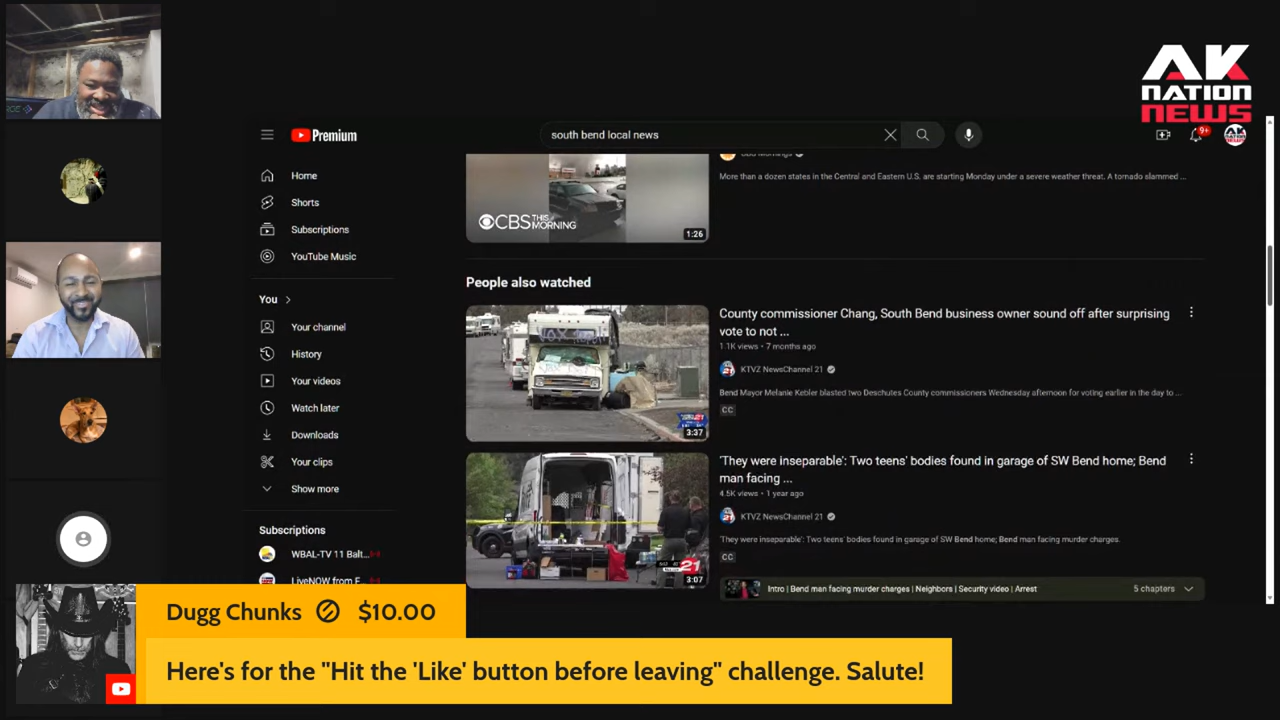 AK
NATION
NEWS
Premium
south bend local news
9+
Home
Shorts
Subscriptions
YouTube Music
You
Your channel
History
Your videos
Watch later
Downloads
Your clips
Show more
Subscriptions
WBAL-TV 11 Balt...
LiveNOW from F...
CBS THIS MORNING
1:26
More than a dozen states in the Central and Eastern U.S. are starting Monday under a severe weather threat. A tornado slammed ...
People also watched
3:37
County commissioner Chang, South Bend business owner sound off after surprising
vote to not ...
1.1K views • 7 months ago
KTVZ NewsChannel 21
Bend Mayor Melanie Kebler blasted two Deschutes County commissioners Wednesday afternoon for voting earlier in the day to ...
CC
21
3:07
'They were inseparable': Two teens' bodies found in garage of SW Bend home; Bend
man facing ...
4.5K views • 1 year ago
KTVZ NewsChannel 21
'They were inseparable': Two teens' bodies found in garage of SW Bend home; Bend man facing murder charges.
CC
Intro | Bend man facing murder charges | Neighbors | Security video | Arrest
5 chapters
Dugg Chunks $10.00
Here's for the "Hit the 'Like' button before leaving" challenge. Salute!